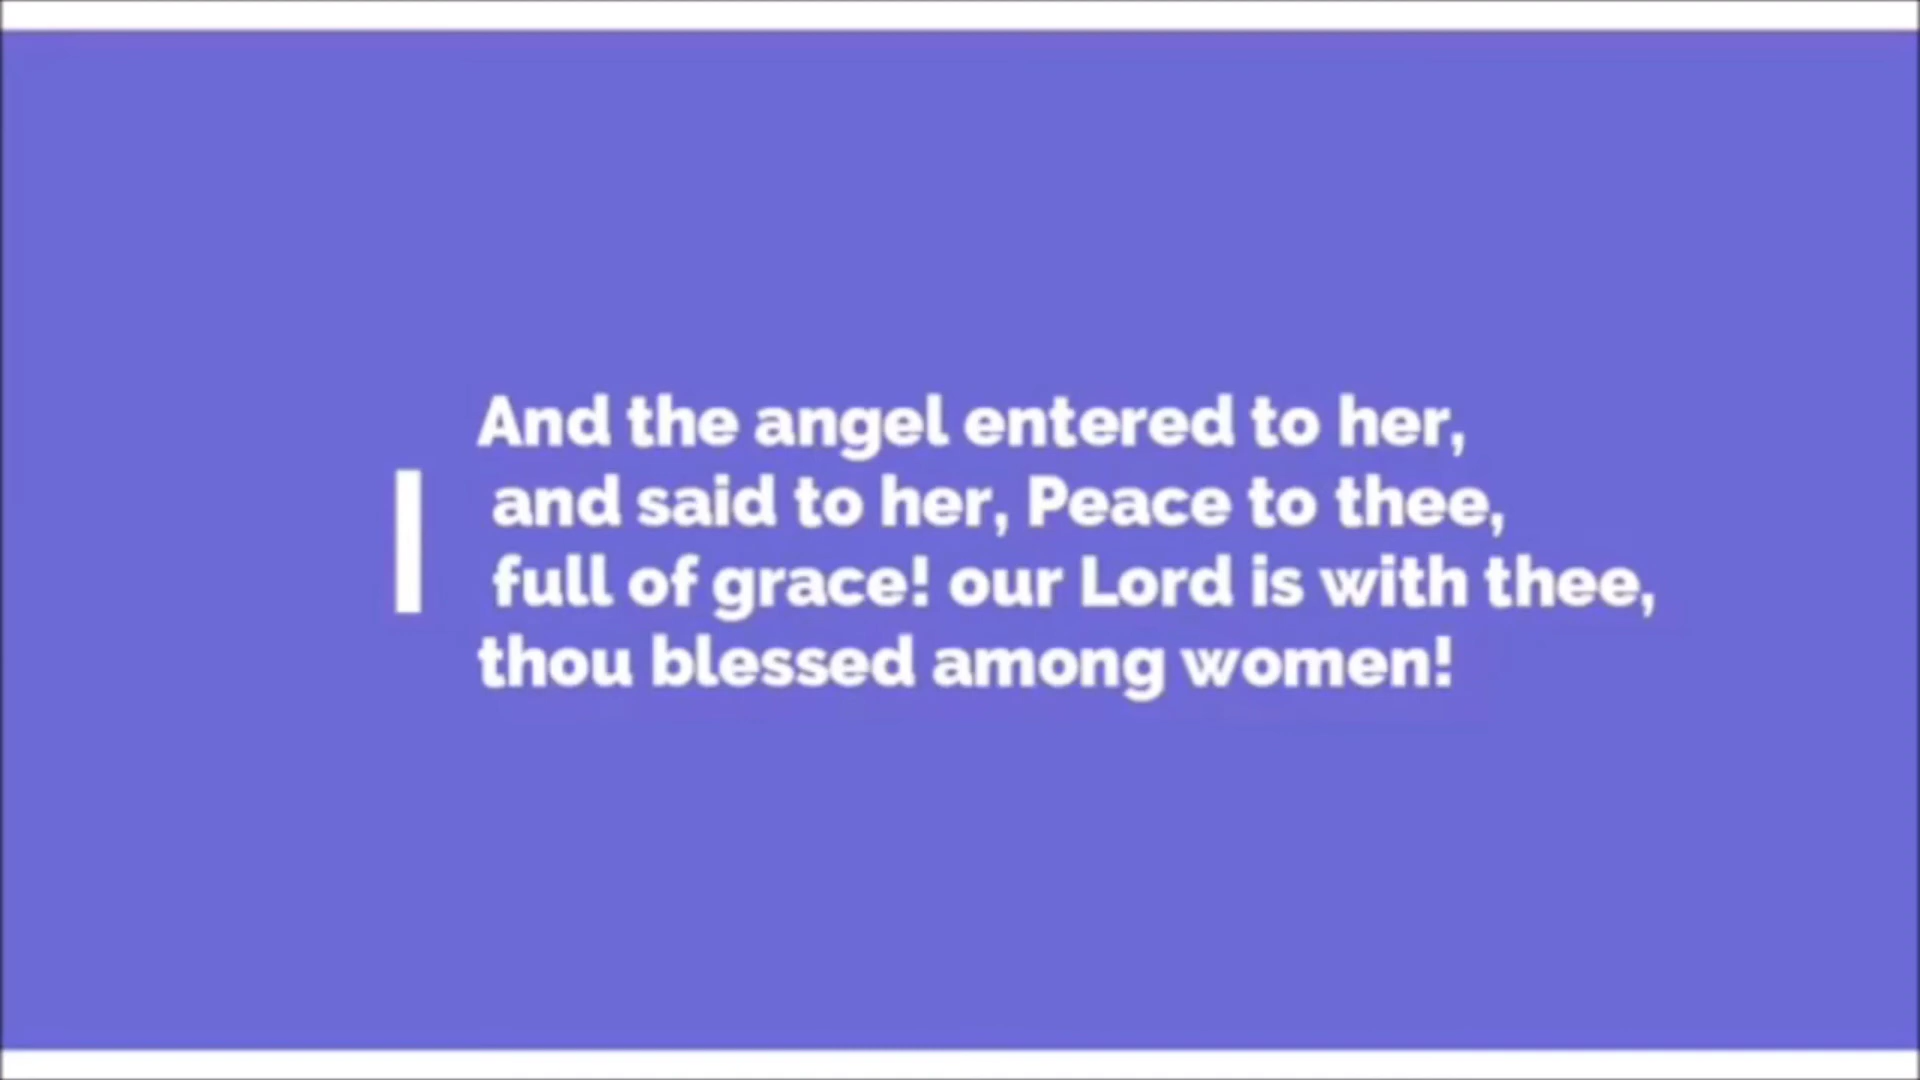 And the angel entered to her,
and said to her, Peace to thee,
full of grace! our Lord is with thee,
thou blessed among women!